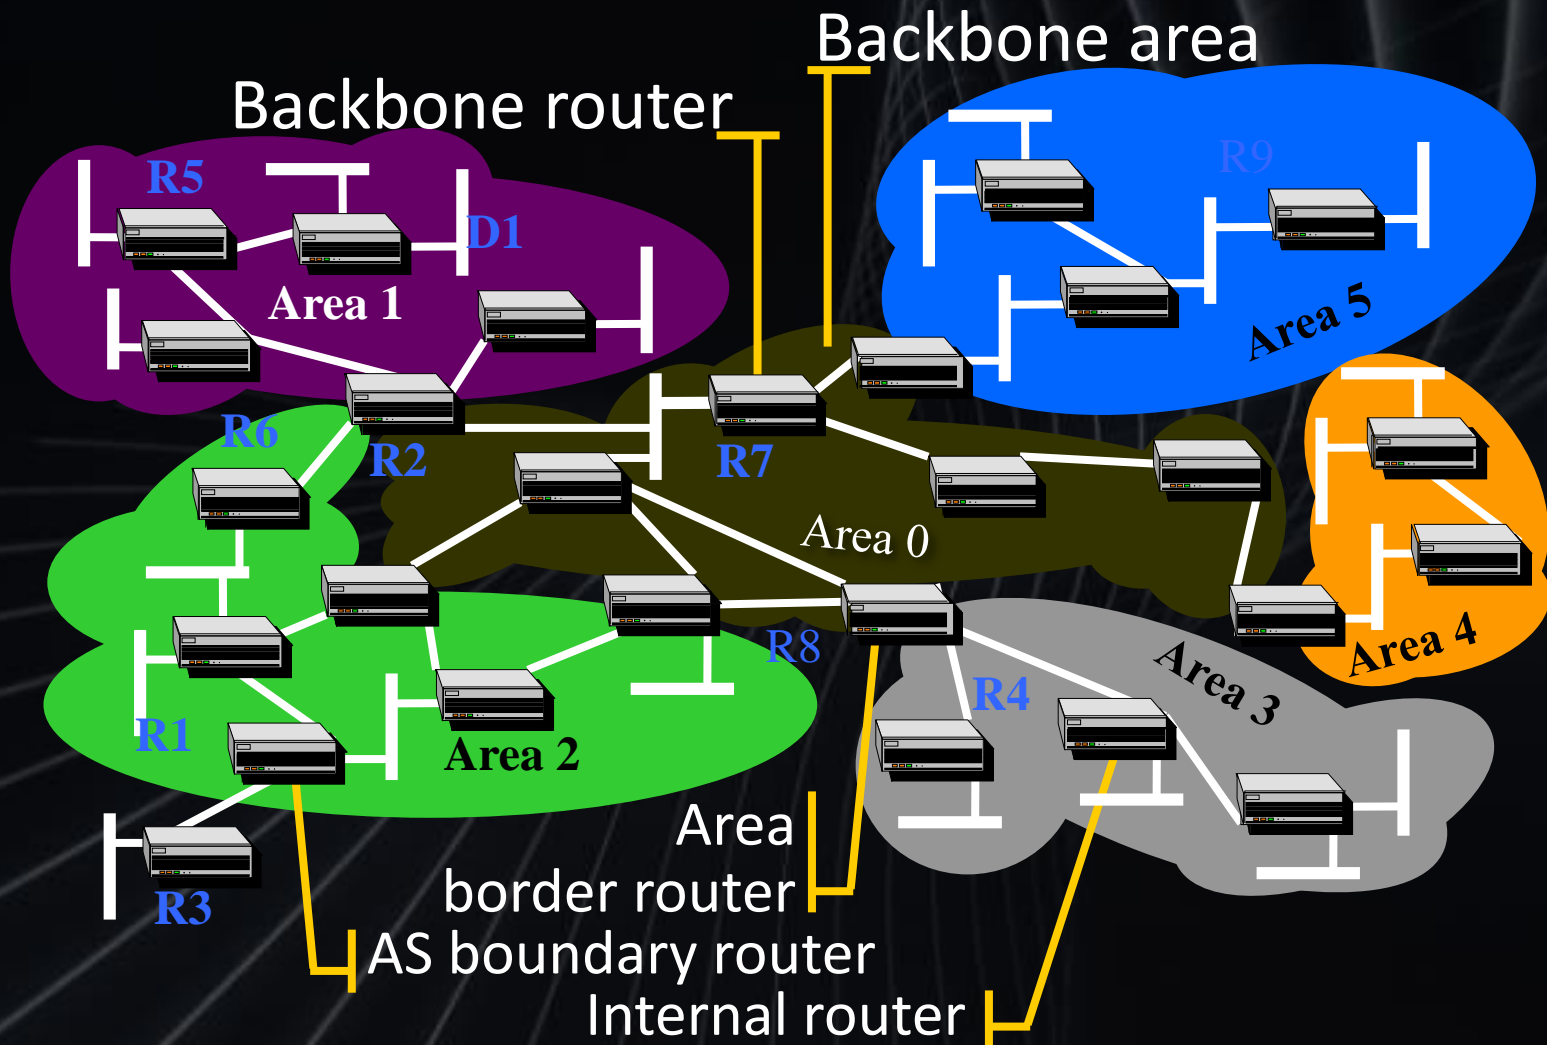 Backbone area
Backbone router
R5
R9
D1
Area 1
Area 5
R6
R2
R7
Area 0
R8
Area 4
Area 3
R4
R1
Area 2
Area
border router
R3
AS boundary router
Internal router